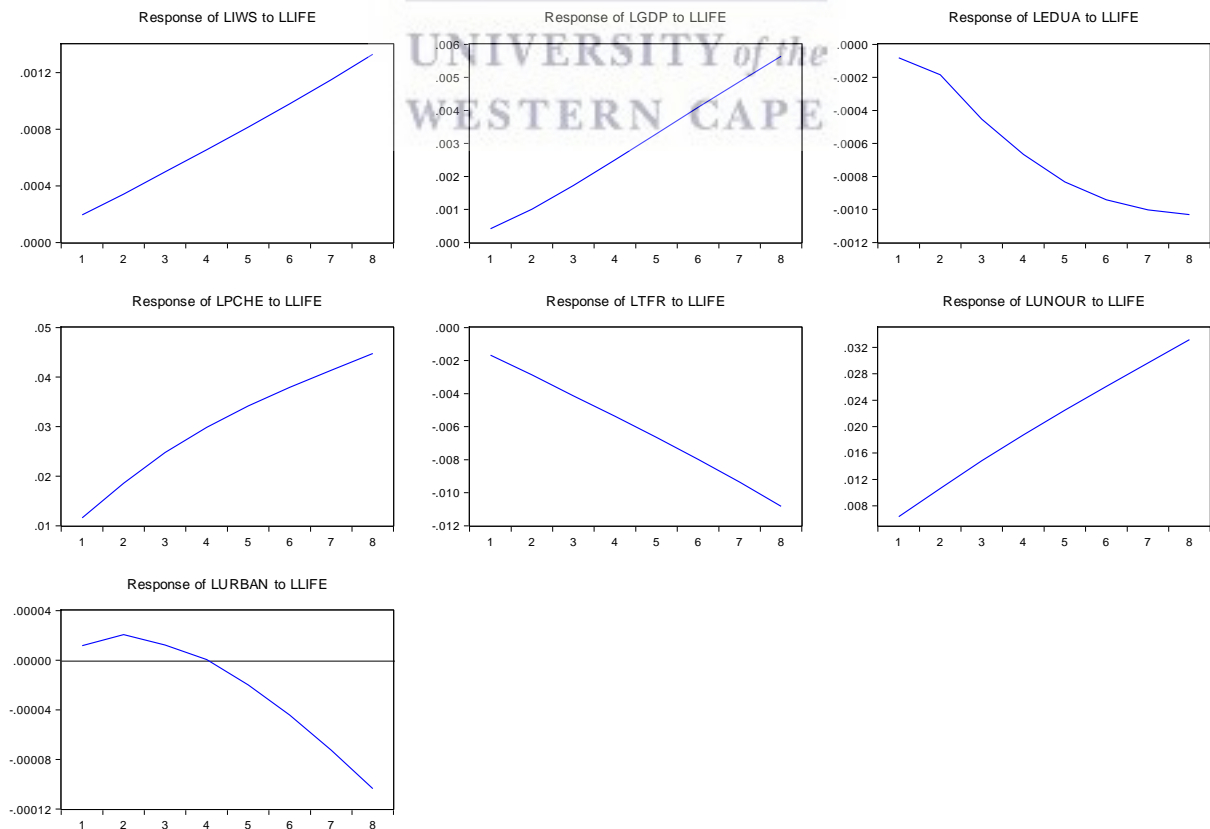 Response of LIWS to LLIFE
.0012
.0008
.0004
.0000
1 2 3 4 5 6 7 8
Response of LGDP to LLIFE
.006
.005
.004
.003
.002
.001
.000
1 2 3 4 5 6 7 8
Response of LEDUA to LLIFE
.0000
-.0002
-.0004
-.0006
-.0008
-.0010
-.0012
1 2 3 4 5 6 7 8
UNIVERSITY of the
WESTERN CAPE
Response of LPCHE to LLIFE
.05
.04
.03
.02
.01
1 2 3 4 5 6 7 8
Response of LTFR to LLIFE
.000
-.002
-.004
-.006
-.008
-.010
-.012
1 2 3 4 5 6 7 8
Response of LUNOUR to LLIFE
.032
.028
.024
.020
.016
.012
.008
1 2 3 4 5 6 7 8
Response of LURBAN to LLIFE
.00004
.00000
-.00004
-.00008
-.00012
1 2 3 4 5 6 7 8